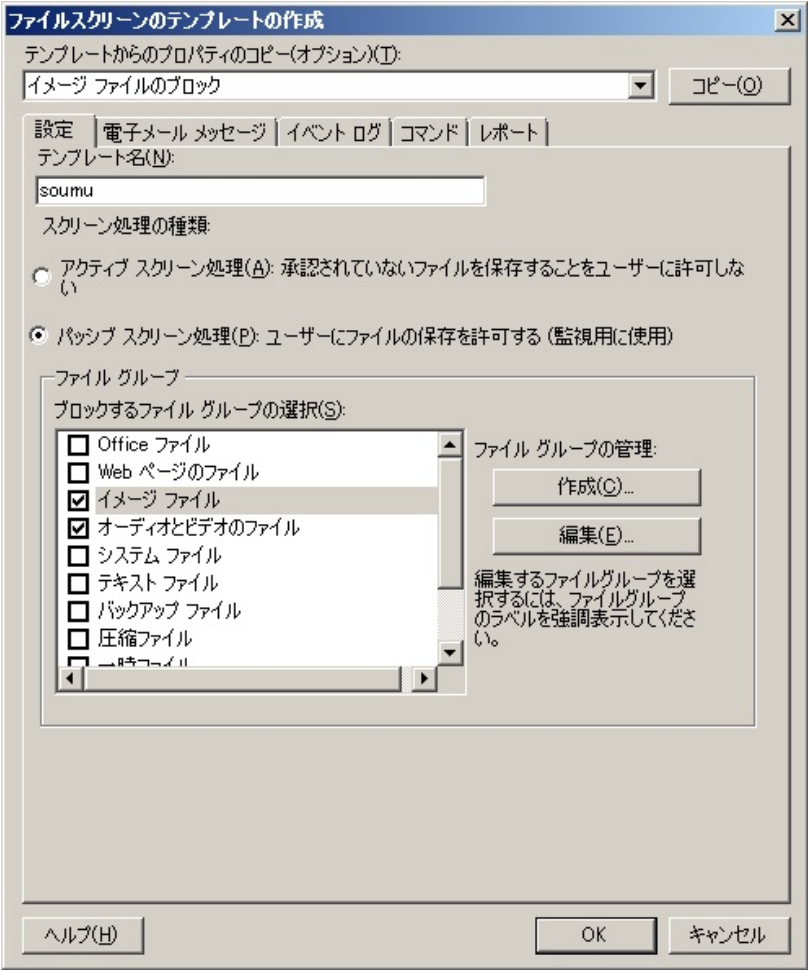 ファイルスクリーンのテンプレートの作成
テンプレートからのプロパティのコピー(オプション)(T):
イメージ ファイルのブロック
コピー(O)
設定
電子メール メッセージ
イベント ログ
コマンド
レポート
テンプレート名(N):
soumu
スクリーン処理の種類:
アクティブ スクリーン処理(A): 承認されていないファイルを保存することをユーザーに許可しな
い
パッシブ スクリーン処理(P): ユーザーにファイルの保存を許可する (監視用に使用)
ファイル グループ
ブロックするファイル グループの選択(S):
Office ファイル
Web ページのファイル
イメージ ファイル
オーディオとビデオのファイル
システム ファイル
テキスト ファイル
バックアップ ファイル
圧縮ファイル
一時ファイル
ファイル グループの管理:
作成(C)...
編集(E)...
編集するファイルグループを選
択するには、ファイルグループ
のラベルを強調表示してくださ
い。
ヘルプ(H)
OK
キャンセル